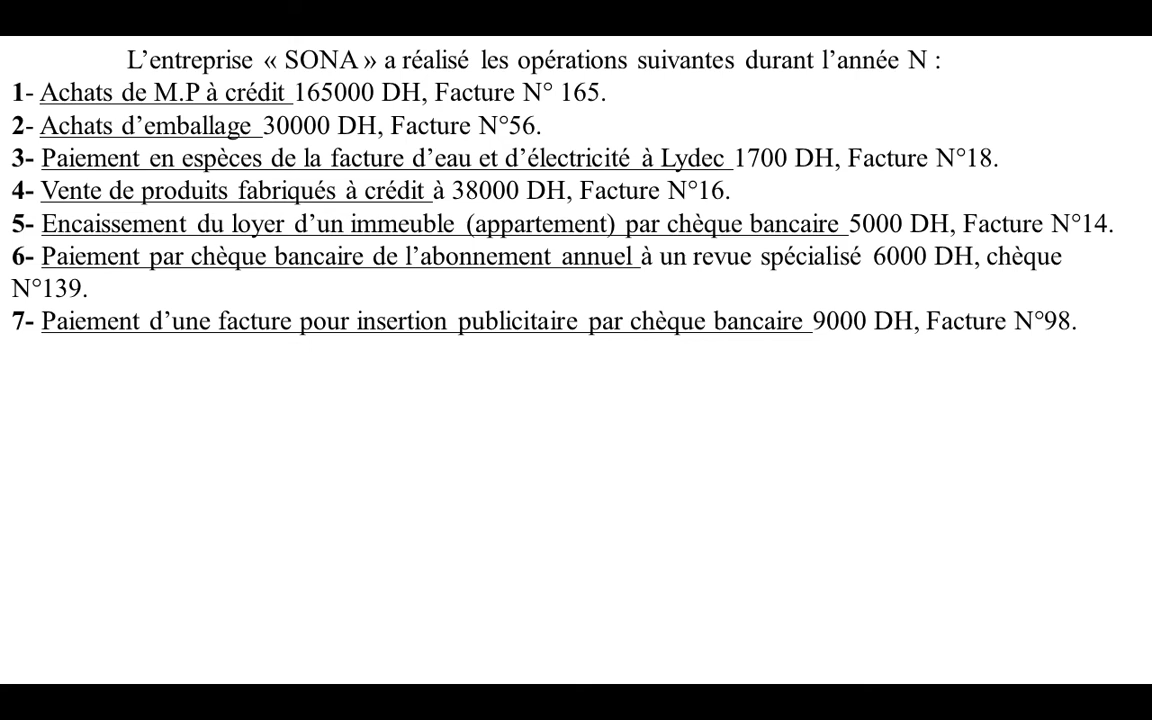 L’entreprise « SONA » a réalisé les opérations suivantes durant l’année N :
1- Achats de M.P à crédit 165000 DH, Facture N° 165.
2- Achats d’emballage 30000 DH, Facture N°56.
3- Paiement en espèces de la facture d’eau et d’électricité à Lydec 1700 DH, Facture N°18.
4- Vente de produits fabriqués à crédit à 38000 DH, Facture N°16.
5- Encaissement du loyer d’un immeuble (appartement) par chèque bancaire 5000 DH, Facture N°14.
6- Paiement par chèque bancaire de l’abonnement annuel à un revue spécialisé 6000 DH, chèque
N°139.
7- Paiement d’une facture pour insertion publicitaire par chèque bancaire 9000 DH, Facture N°98.